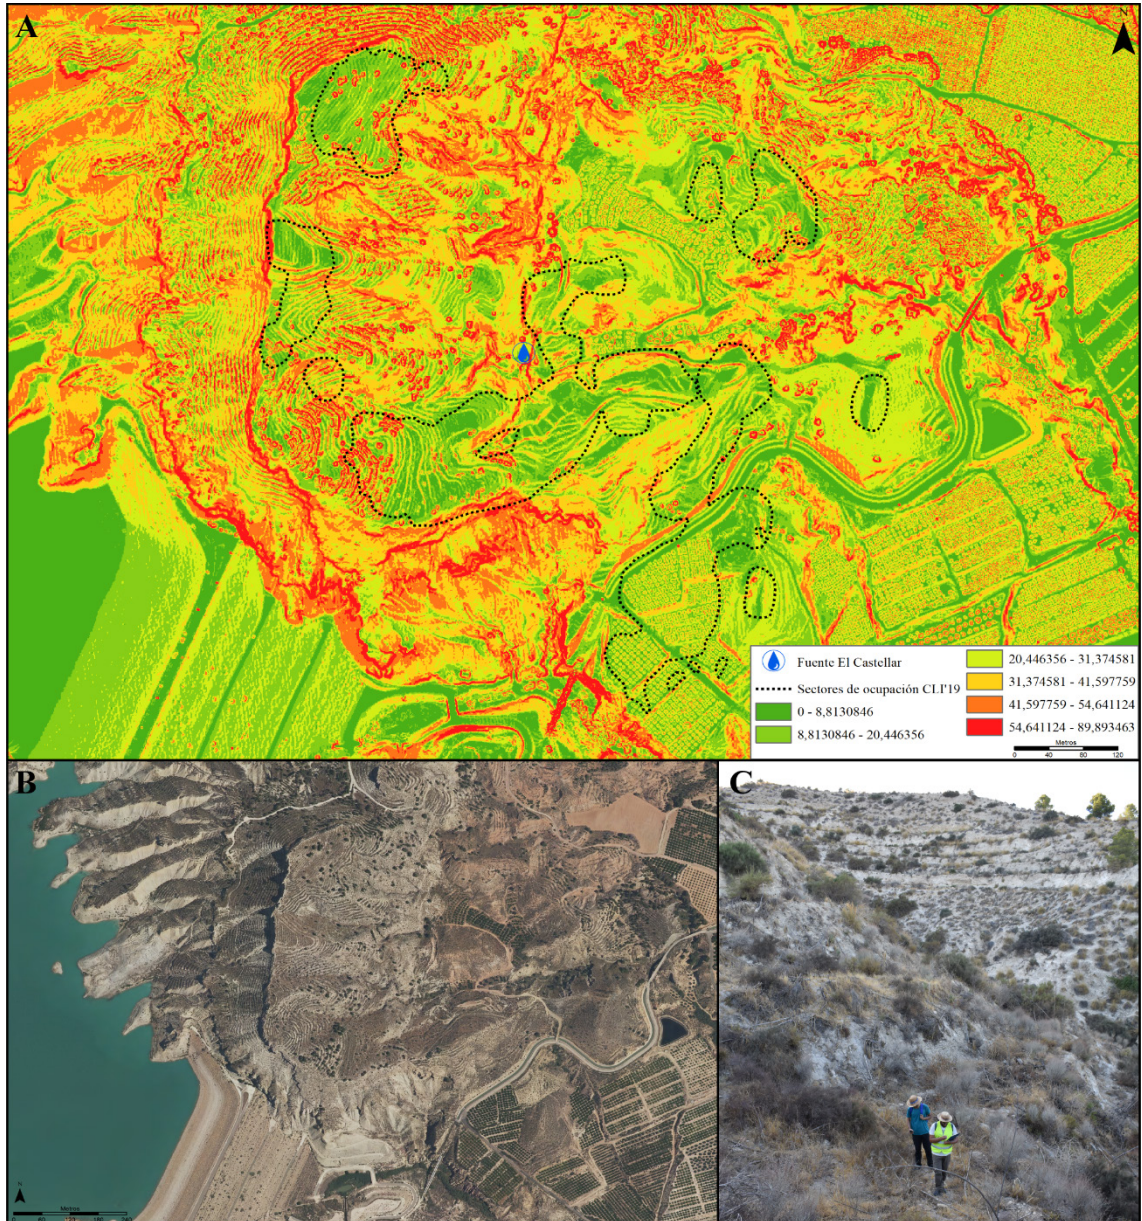 A
N
Fuente El Castellar
Sectores de ocupación CLI'19
0 - 8,8130846
8,8130846 - 20,446356
20,446356 - 31,374581
31,374581 - 41,597759
41,597759 - 54,641124
54,641124 - 89,893463
Metros
0 40 80 120
B
N
Metros
C